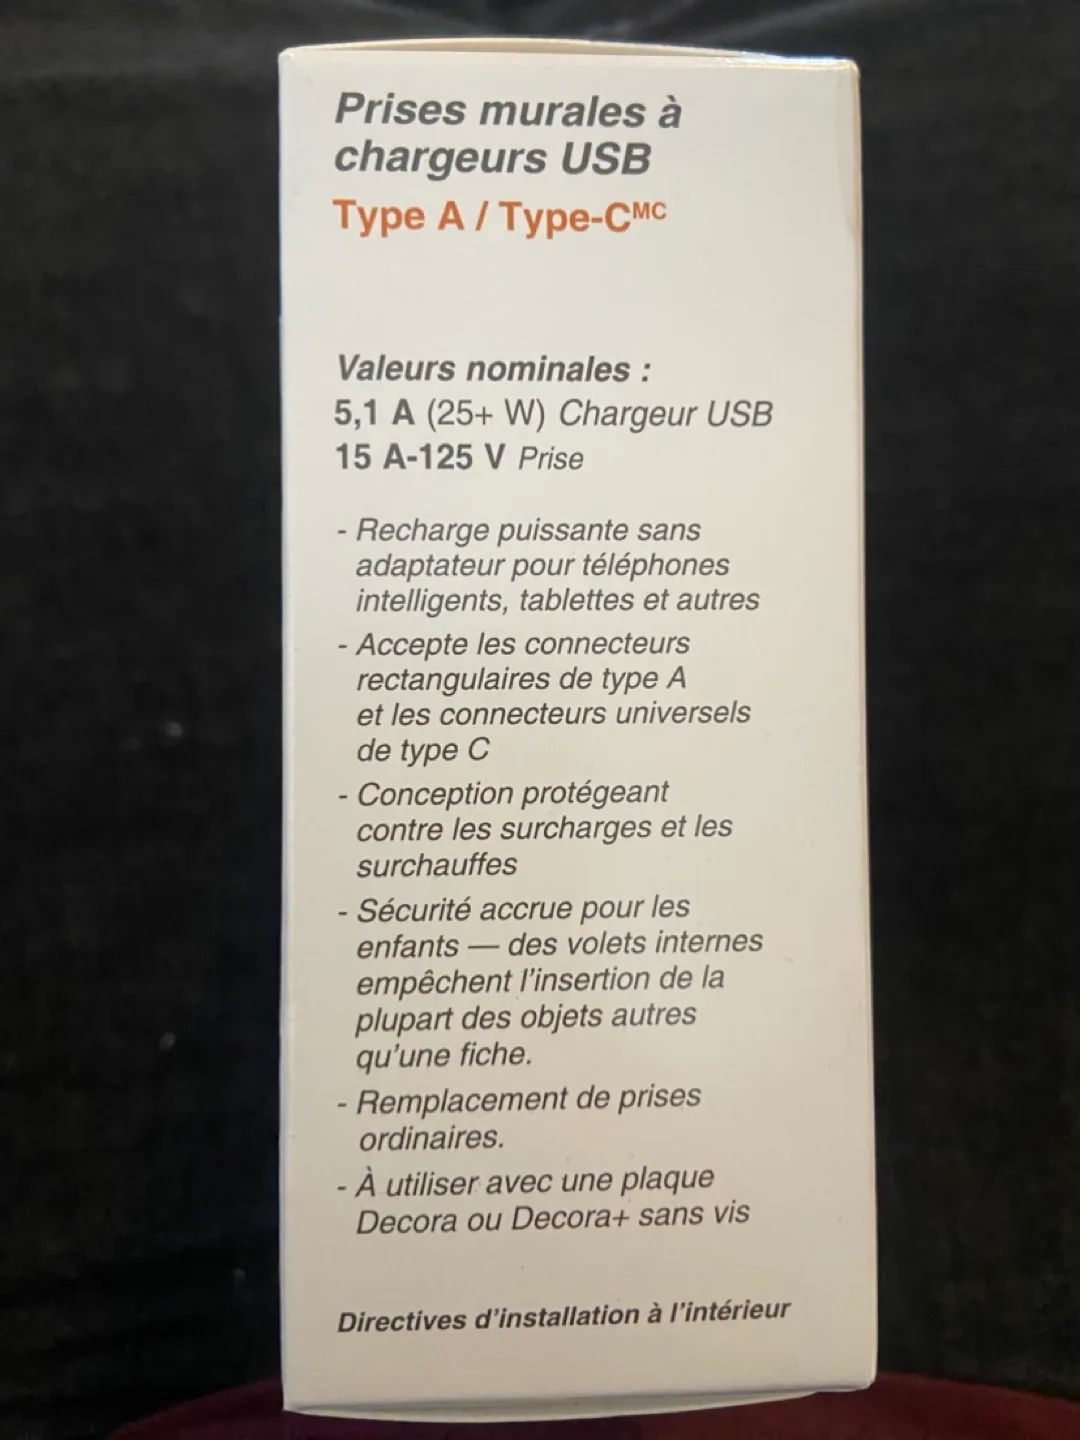 Prises murales à
chargeurs USB
Type A / Type-Cᴹᶜ
Valeurs nominales :
5,1 A (25+ W) Chargeur USB
15 A-125 V Prise
- Recharge puissante sans
adaptateur pour téléphones
intelligents, tablettes et autres
- Accepte les connecteurs
rectangulaires de type A
et les connecteurs universels
de type C
- Conception protégeant
contre les surcharges et les
surchauffes
- Sécurité accrue pour les
enfants — des volets internes
empêchent l'insertion de la
plupart des objets autres
qu'une fiche.
- Remplacement de prises
ordinaires.
- À utiliser avec une plaque
Decora ou Decora+ sans vis
Directives d'installation à l'intérieur